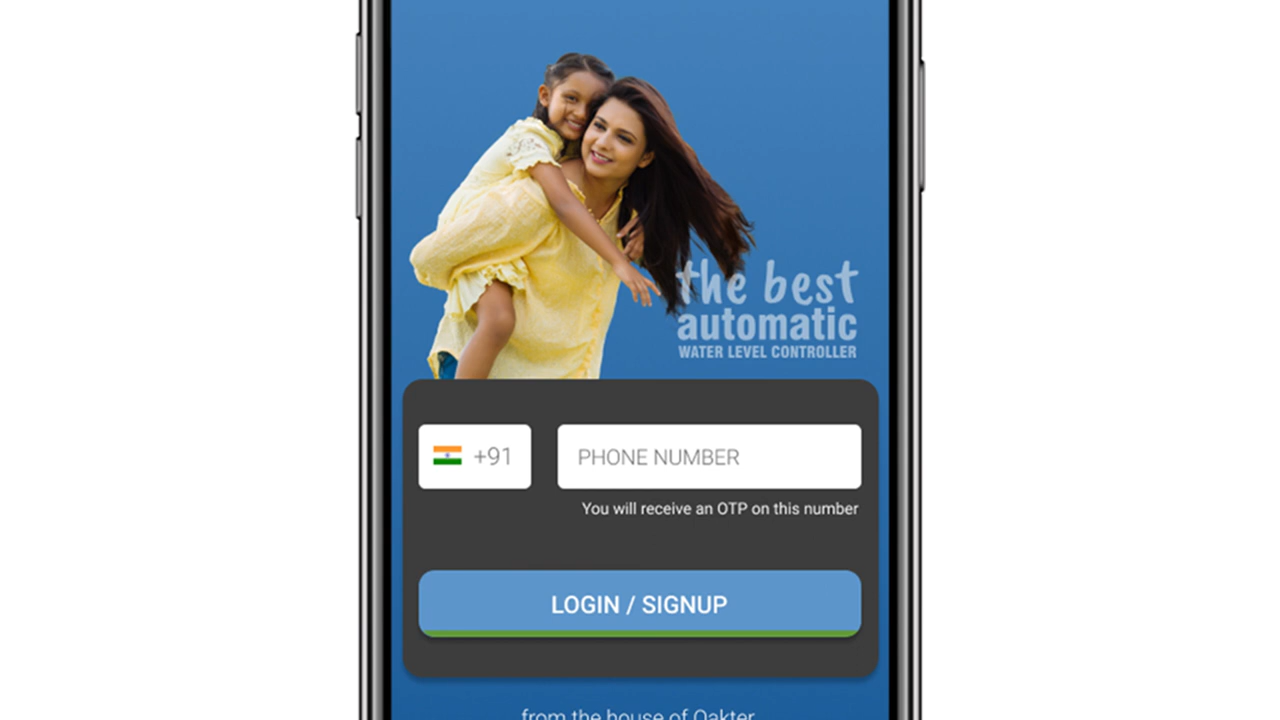 the best
automatic
WATER LEVEL CONTROLLER
+91
PHONE NUMBER
You will receive an OTP on this number
LOGIN / SIGNUP
from the house of Oakter